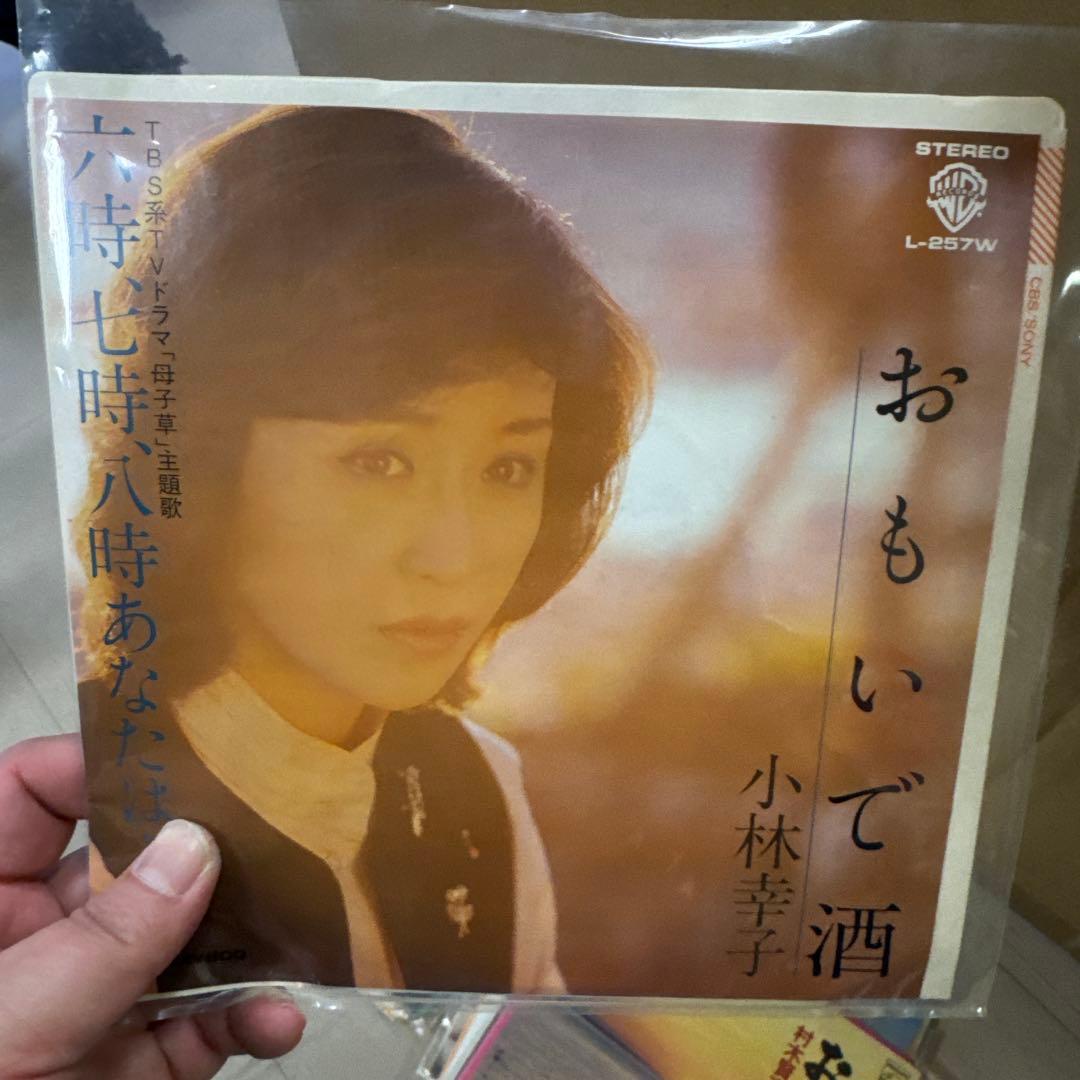 おもいで酒
小林幸子
TBS系TVドラマ「母子草」主題歌
六時、七時、八時あなたは
STEREO
RECORDS
L-257W
CBS SONY